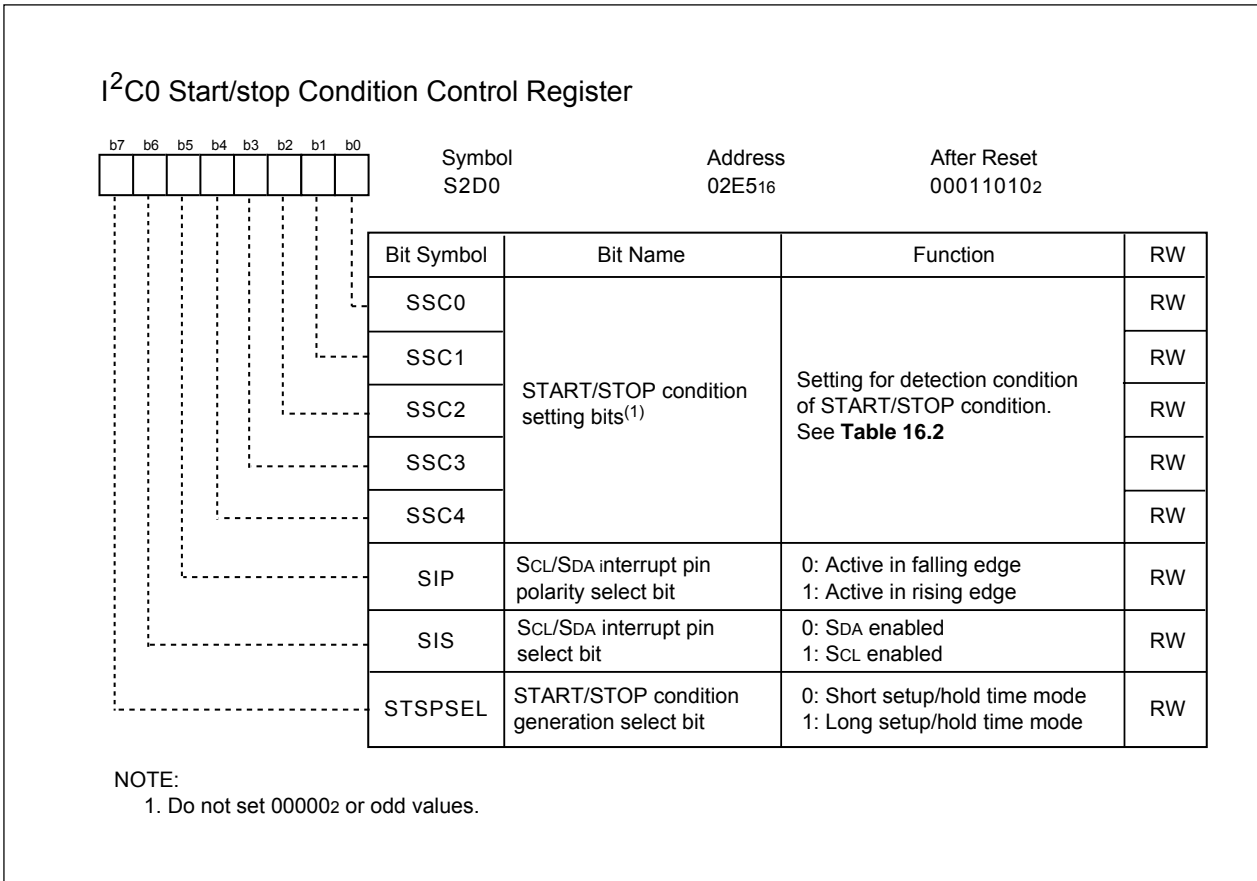 I²C0 Start/stop Condition Control Register
b7 b6 b5 b4 b3 b2 b1 b0
Symbol Address After Reset
S2D0 02E516 000110102
Bit Symbol Bit Name Function RW
SSC0 RW
SSC1 RW
SSC2 RW
SSC3 RW
SSC4 RW
START/STOP condition
setting bits(1)
Setting for detection condition
of START/STOP condition.
See Table 16.2
SIP
SCL/SDA interrupt pin
polarity select bit
0: Active in falling edge
1: Active in rising edge
RW
SIS
SCL/SDA interrupt pin
select bit
0: SDA enabled
1: SCL enabled
RW
STSPSEL
START/STOP condition
generation select bit
0: Short setup/hold time mode
1: Long setup/hold time mode
RW
NOTE:
1. Do not set 000002 or odd values.